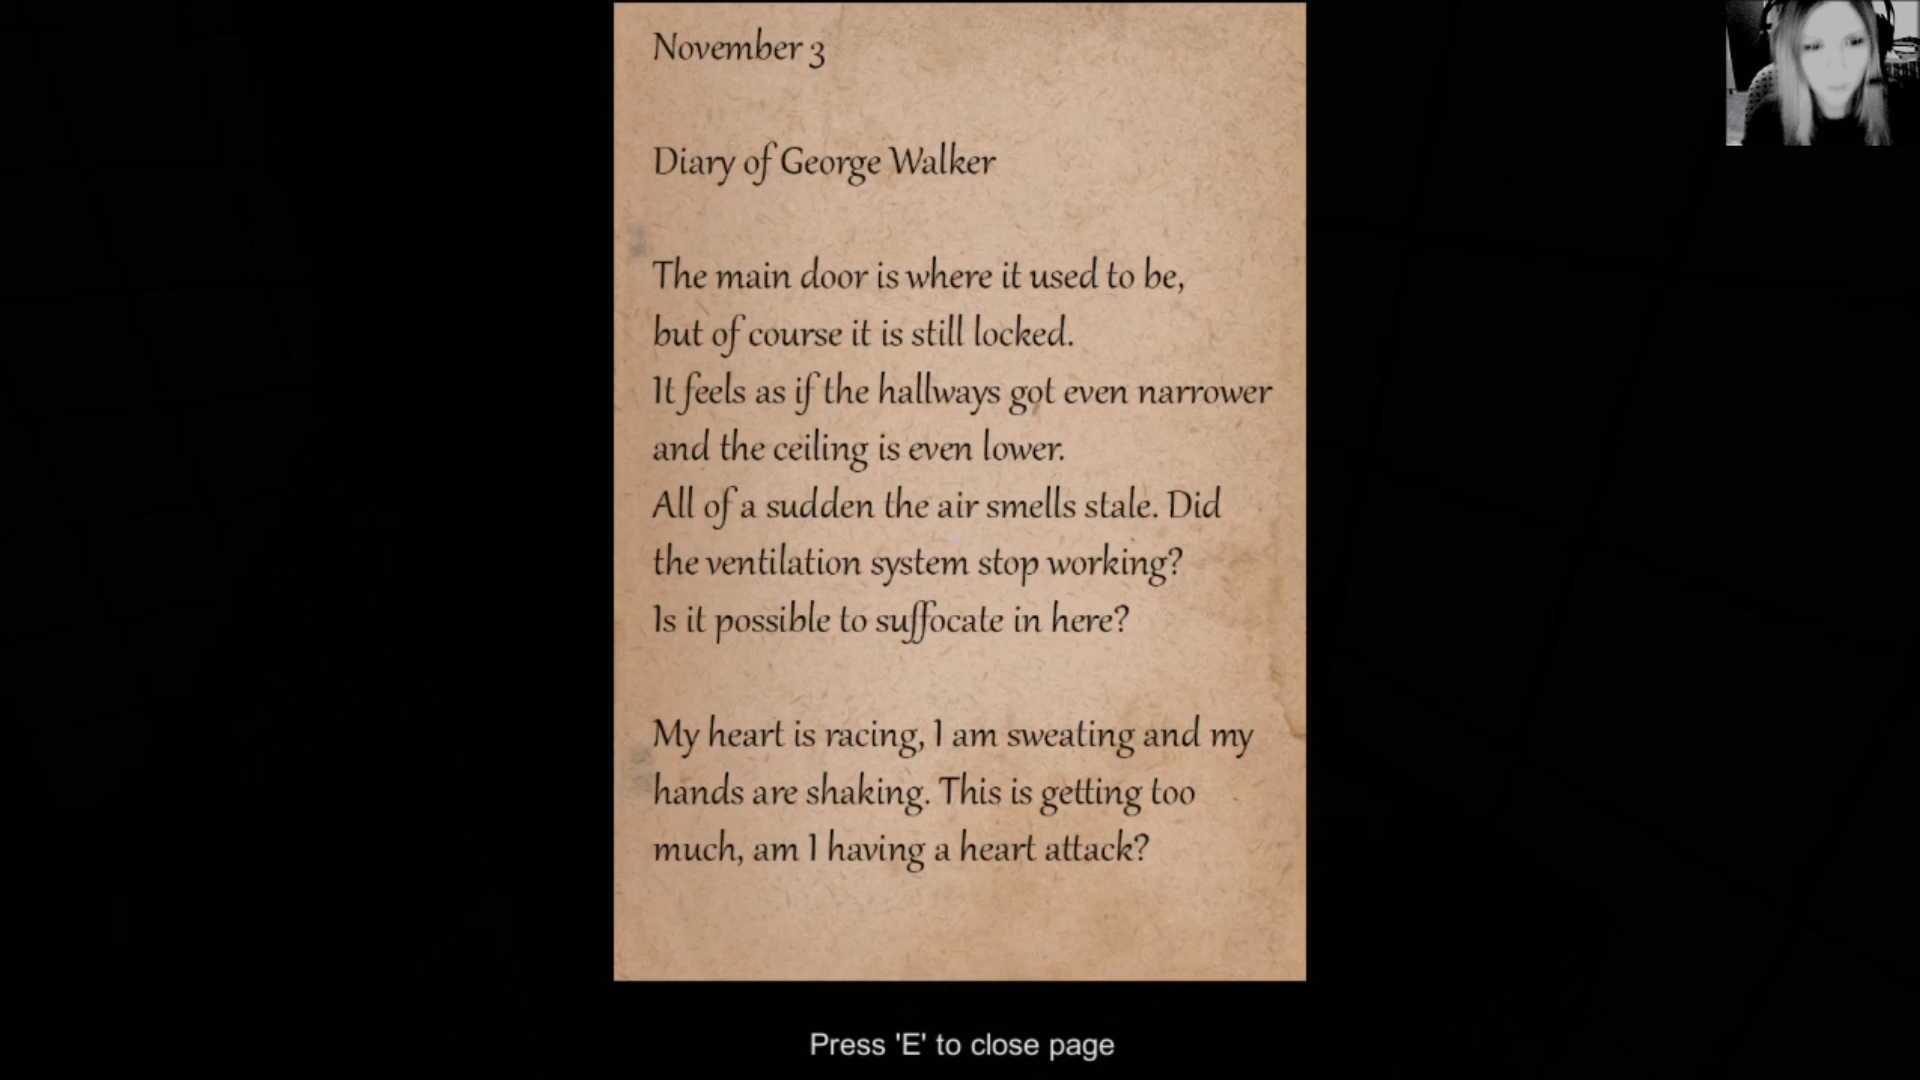 November 3
Diary of George Walker
The main door is where it used to be,
but of course it is still locked.
It feels as if the hallways got even narrower
and the ceiling is even lower.
All of a sudden the air smells stale. Did
the ventilation system stop working?
Is it possible to suffocate in here?
My heart is racing, I am sweating and my
hands are shaking. This is getting too
much, am I having a heart attack?
Press 'E' to close page